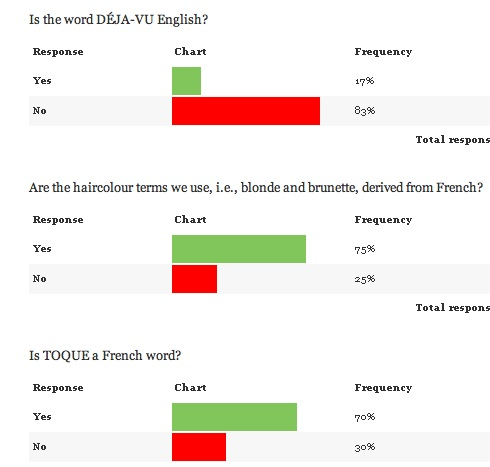 Is the word DÉJA-VU English?
Response Chart Frequency
Yes 17%
No 83%
Total respons
Are the haircolour terms we use, i.e., blonde and brunette, derived from French?
Response Chart Frequency
Yes 75%
No 25%
Total respons
Is TOQUE a French word?
Response Chart Frequency
Yes 70%
No 30%